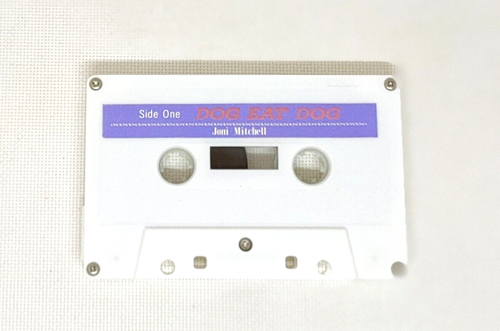 Side One DOG EAT DOG
Joni Mitchell